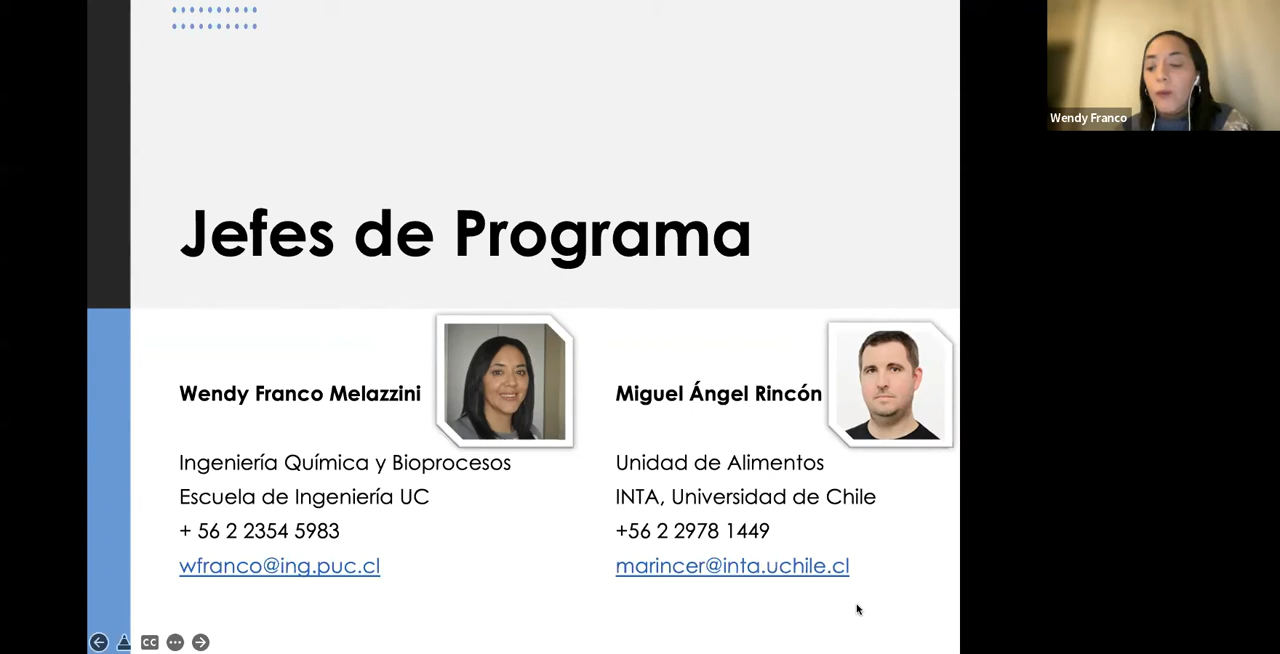 Wendy Franco
Jefes de Programa
Wendy Franco Melazzini
Ingeniería Química y Bioprocesos
Escuela de Ingeniería UC
+ 56 2 2354 5983
wfranco@ing.puc.cl
Miguel Ángel Rincón
Unidad de Alimentos
INTA, Universidad de Chile
+56 2 2978 1449
marincer@inta.uchile.cl
CC